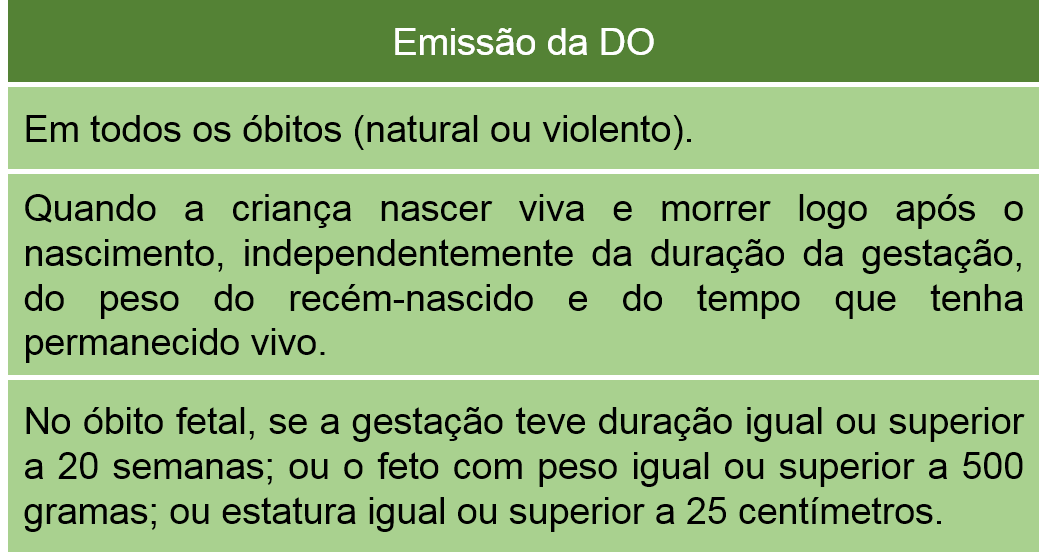 Emissão da DO
Em todos os óbitos (natural ou violento).
Quando a criança nascer viva e morrer logo após o
nascimento, independentemente da duração da gestação,
do peso do recém-nascido e do tempo que tenha
permanecido vivo.
No óbito fetal, se a gestação teve duração igual ou superior
a 20 semanas; ou o feto com peso igual ou superior a 500
gramas; ou estatura igual ou superior a 25 centímetros.